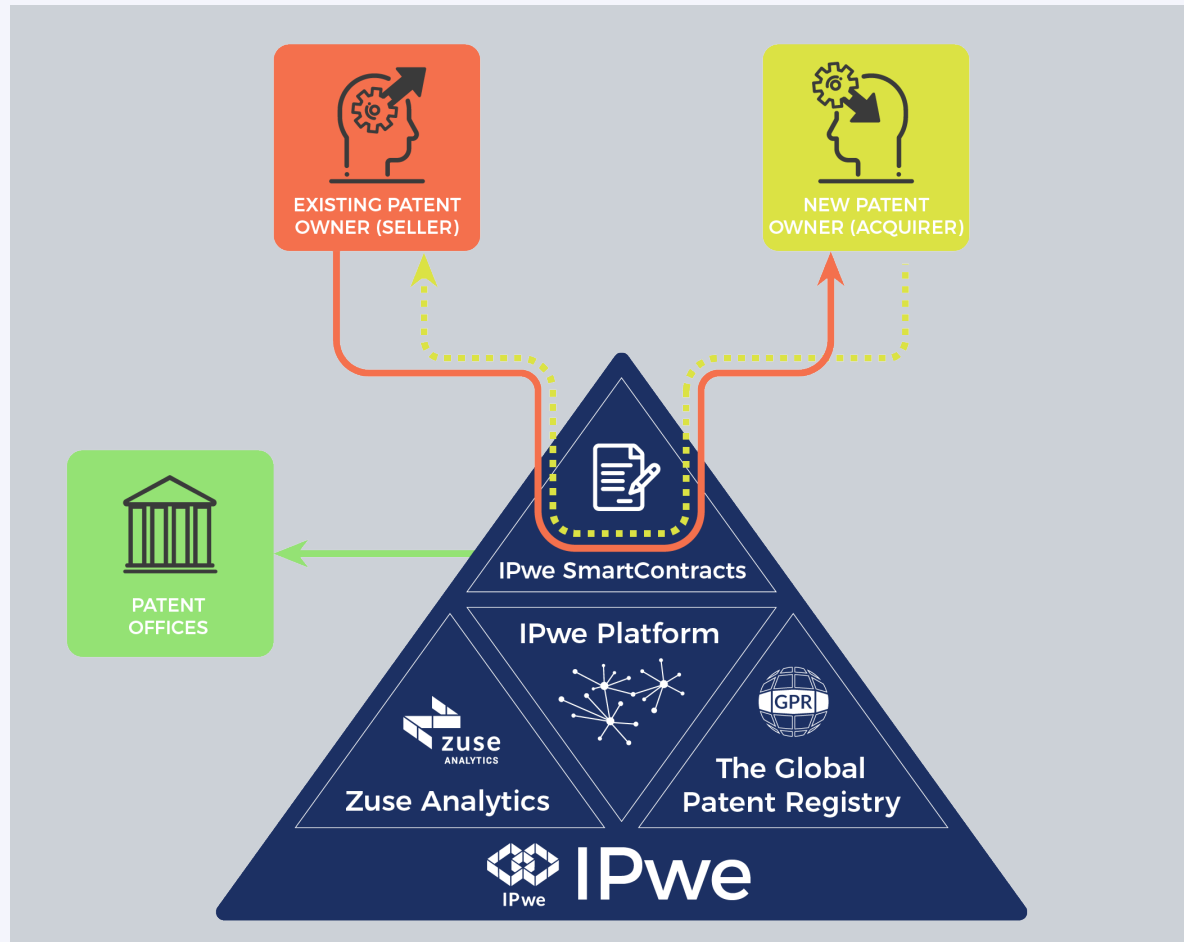 EXISTING PATENT
OWNER (SELLER)
NEW PATENT
OWNER (ACQUIRER)
PATENT
OFFICES
IPwe SmartContracts
IPwe Platform
zuse
ANALYTICS
Zuse Analytics
GPR
The Global
Patent Registry
IPwe
IPwe